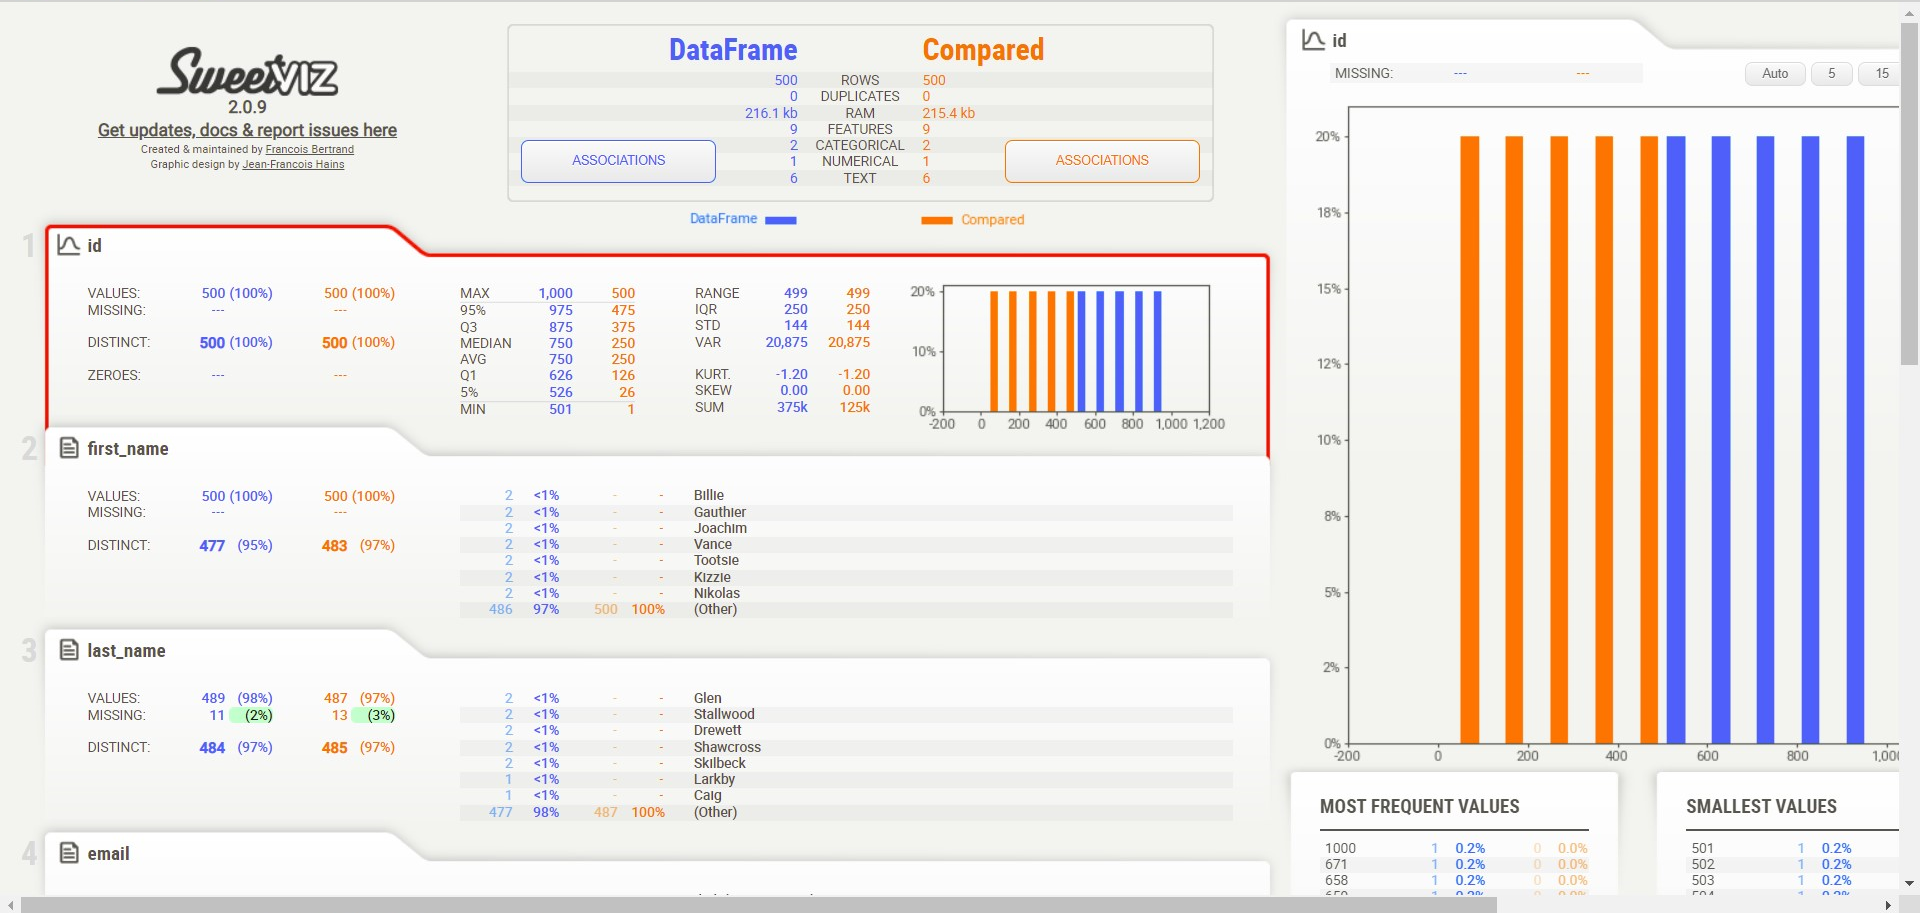 Sweetviz
2.0.9
Get updates, docs & report issues here
Created & maintained by Francois Bertrand
Graphic design by Jean-Francois Hains
DataFrame Compared
500 ROWS 500
0 DUPLICATES 0
216.1 kb RAM 215.4 kb
9 FEATURES 9
2 CATEGORICAL 2
ASSOCIATIONS 1 NUMERICAL 1 ASSOCIATIONS
6 TEXT 6
DataFrame Compared
1 id
VALUES: 500 (100%) 500 (100%)
MISSING: --- ---
DISTINCT: 500 (100%) 500 (100%)
ZEROES: --- ---
MAX 1,000 500
95% 975 475
Q3 875 375
MEDIAN 750 250
AVG 750 250
Q1 626 126
5% 526 26
MIN 501 1
RANGE 499 499
IQR 250 250
STD 144 144
VAR 20,875 20,875
KURT. -1.20 -1.20
SKEW 0.00 0.00
SUM 375k 125k
20%
10%
0%
-200 0 200 400 600 800 1,000 1,200
2 first_name
VALUES: 500 (100%) 500 (100%)
MISSING: --- ---
DISTINCT: 477 (95%) 483 (97%)
2 <1% - - Billie
2 <1% - - Gauthier
2 <1% - - Joachim
2 <1% - - Vance
2 <1% - - Tootsie
2 <1% - - Kizzie
2 <1% - - Nikolas
486 97% 500 100% (Other)
3 last_name
VALUES: 489 (98%) 487 (97%)
MISSING: 11 (2%) 13 (3%)
DISTINCT: 484 (97%) 485 (97%)
2 <1% - - Glen
2 <1% - - Stallwood
2 <1% - - Drewett
2 <1% - - Shawcross
2 <1% - - Skilbeck
1 <1% - - Larkby
1 <1% - - Caig
477 98% 487 100% (Other)
4 email
id
MISSING: --- ---
Auto 5 15
20%
18%
15%
12%
10%
8%
5%
2%
0%
-200 0 200 400 600 800 1,000
MOST FREQUENT VALUES
1000 1 0.2% 0 0.0%
671 1 0.2% 0 0.0%
658 1 0.2% 0 0.0%
SMALLEST VALUES
501 1 0.2%
502 1 0.2%
503 1 0.2%